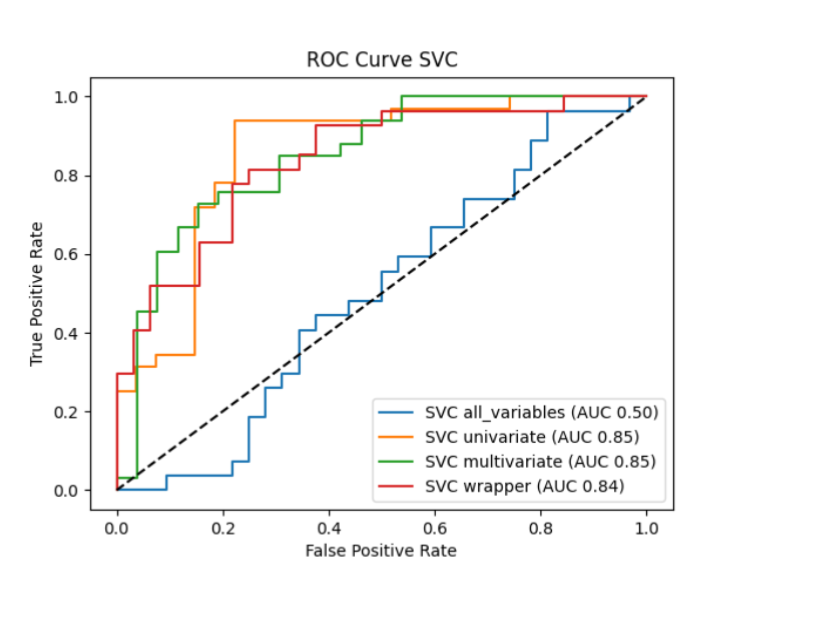 ROC Curve SVC
True Positive Rate
1.0
0.8
0.6
0.4
0.2
0.0
SVC all_variables (AUC 0.50)
SVC univariate (AUC 0.85)
SVC multivariate (AUC 0.85)
SVC wrapper (AUC 0.84)
0.0 0.2 0.4 0.6 0.8 1.0
False Positive Rate